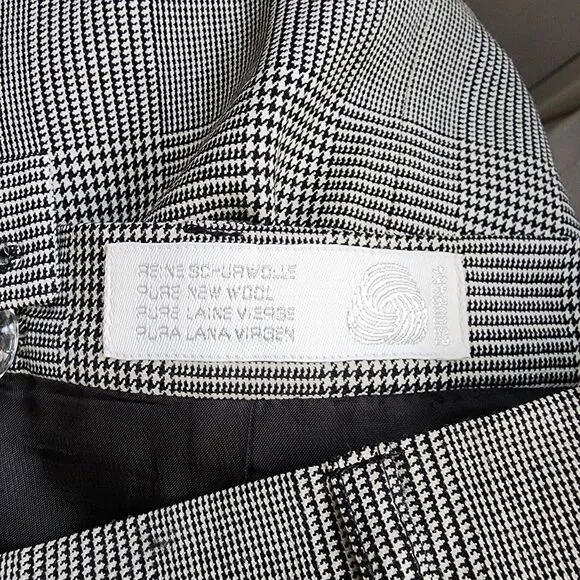 REINE SCHURWOLLE
PURE NEW WOOL
PURE LAINE VIERGE
PURA LANA VIRGEN